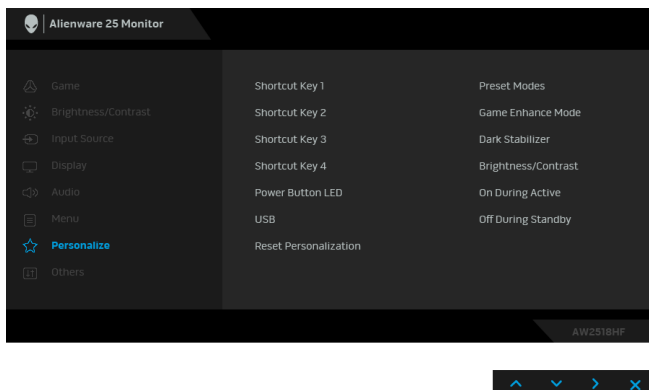 Alienware 25 Monitor
Game
Shortcut Key 1 Preset Modes
Brightness/Contrast
Shortcut Key 2 Game Enhance Mode
Input Source
Shortcut Key 3 Dark Stabilizer
Display
Shortcut Key 4 Brightness/Contrast
Audio
Power Button LED On During Active
Menu
USB Off During Standby
Personalize
Reset Personalization
Others
AW2518HF